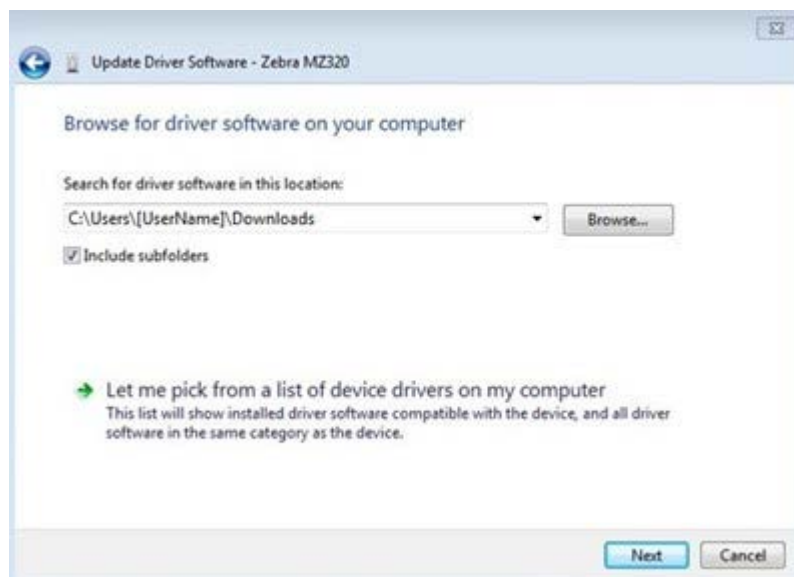 Update Driver Software - Zebra MZ320
Browse for driver software on your computer
Search for driver software in this location:
C:\Users\[UserName]\Downloads
Browse...
Include subfolders
Let me pick from a list of device drivers on my computer
This list will show installed driver software compatible with the device, and all driver
software in the same category as the device.
Next
Cancel